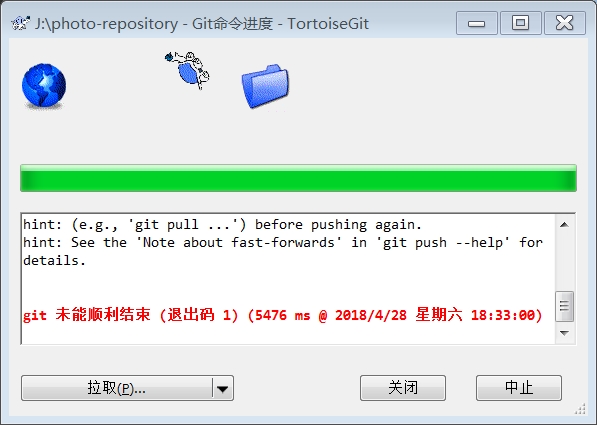 J:\photo-repository - Git命令进度 - TortoiseGit
hint: (e.g., 'git pull ...') before pushing again.
hint: See the 'Note about fast-forwards' in 'git push --help' for
details.
git 未能顺利结束 (退出码 1) (5476 ms @ 2018/4/28 星期六 18:33:00)
拉取(P)...
关闭
中止